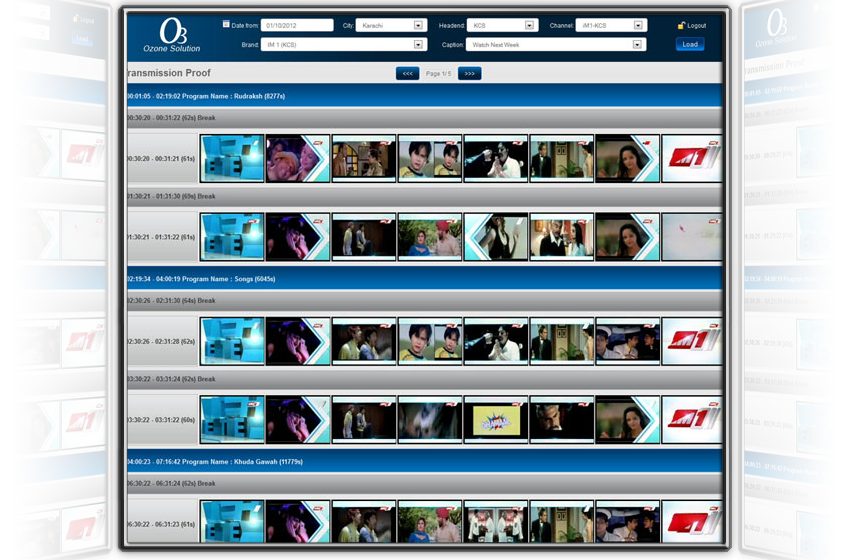 O3
Ozone Solution
Date from: 01/10/2012 City: Karachi Headend: KCS Channel: iM1-KCS Logout
Brand: IM 1 (KCS) Caption: Watch Next Week Load
ransmission Proof <<< Page 1/ 5 >>>
00:01:05 - 02:19:02 Program Name : Rudraksh (8277s)
00:30:20 - 00:31:22 (62s) Break
0:30:20 - 00:31:21 (61s)
01:30:21 - 01:31:30 (69s) Break
01:30:21 - 01:31:22 (61s)
02:19:34 - 04:00:19 Program Name : Songs (6045s)
02:30:26 - 02:31:30 (64s) Break
02:30:26 - 02:31:28 (62s)
03:30:22 - 03:31:24 (62s) Break
03:30:22 - 03:31:22 (60s)
04:00:23 - 07:16:42 Program Name : Khuda Gawah (11779s)
06:30:22 - 06:31:24 (62s) Break
06:30:22 - 06:31:23 (61s)